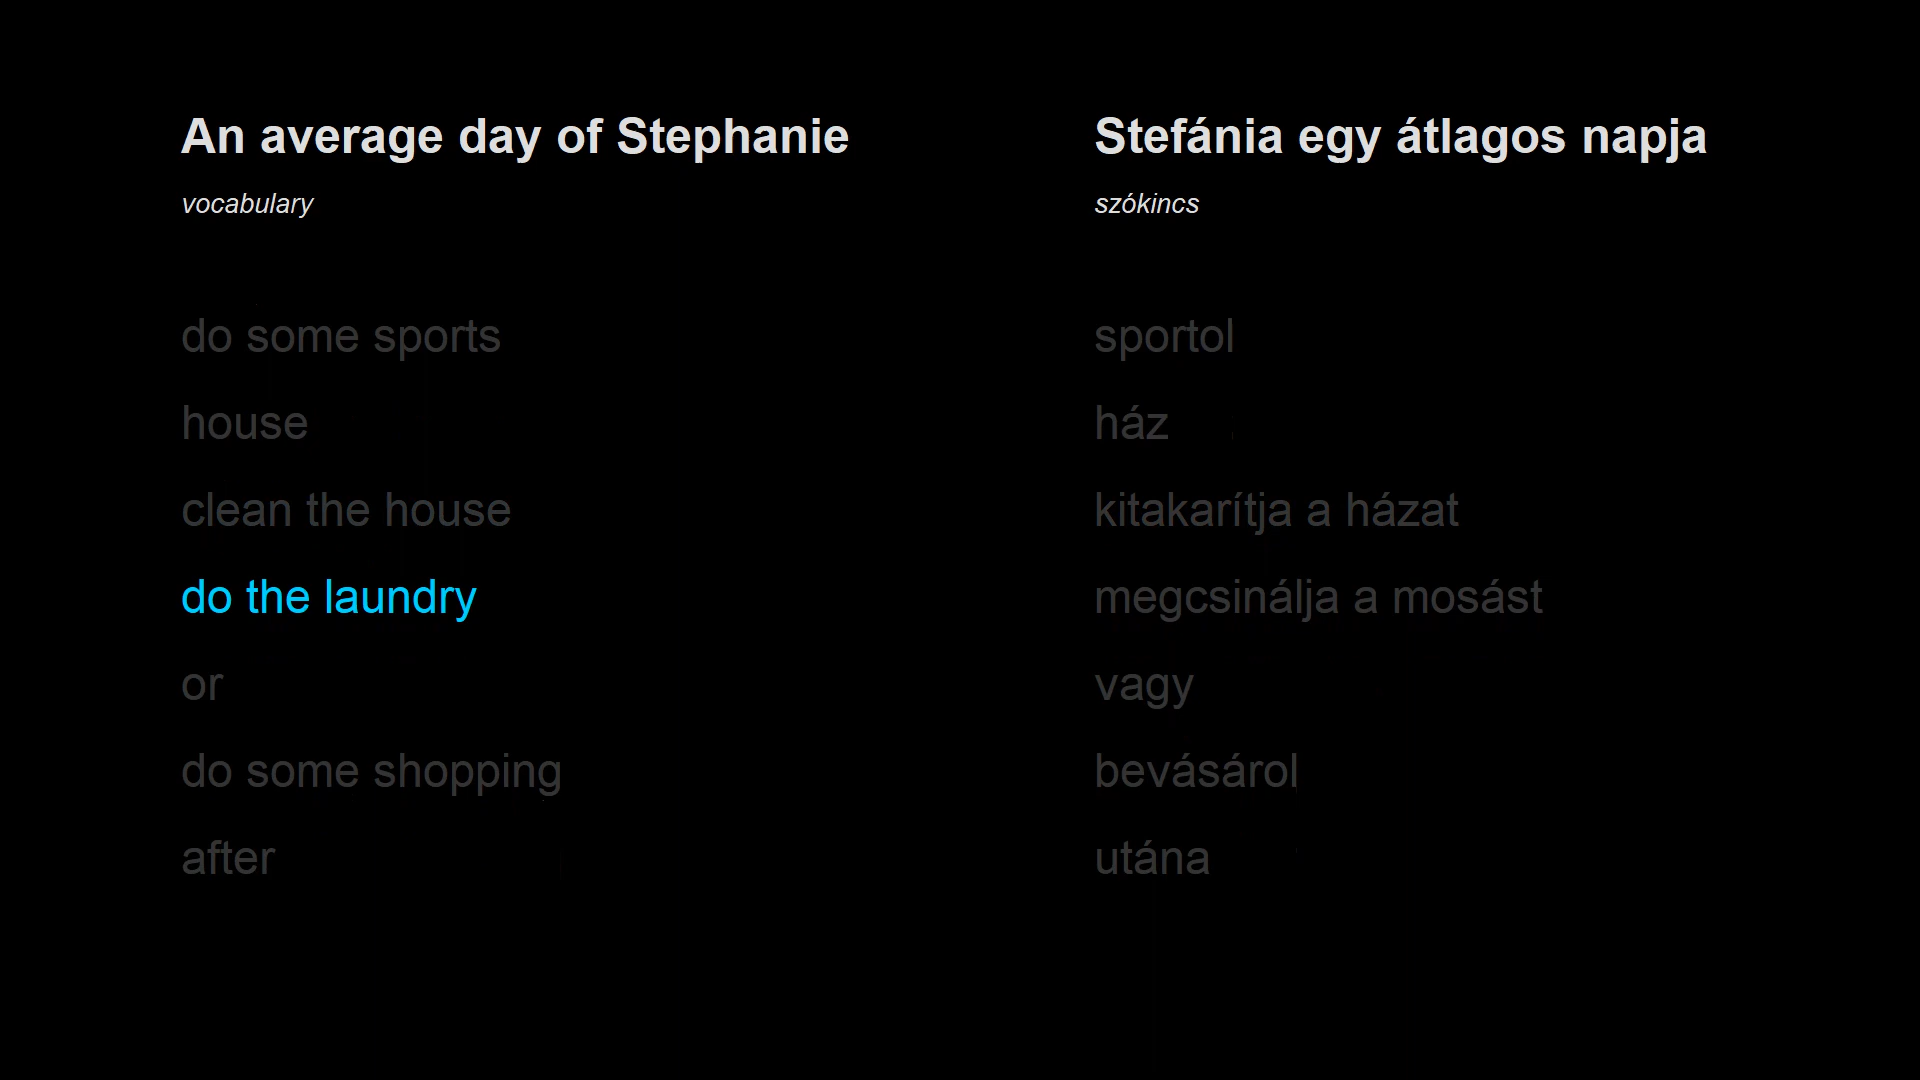 An average day of Stephanie
vocabulary
do some sports
house
clean the house
do the laundry
or
do some shopping
after
Stefánia egy átlagos napja
szókincs
sportol
ház
kitakarítja a házat
megcsinálja a mosást
vagy
bevásárol
utána